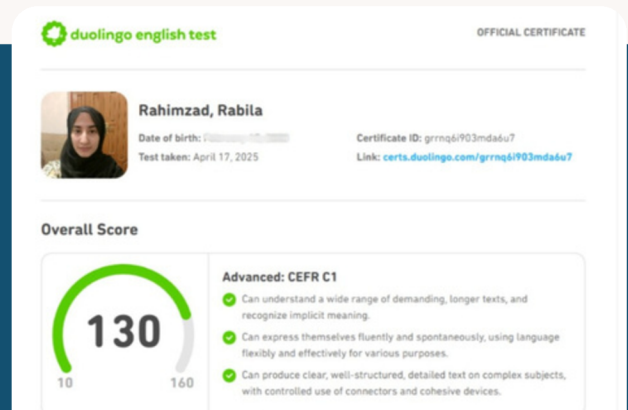 duolingo english test
OFFICIAL CERTIFICATE
Rahimzad, Rabila
Date of birth:
Certificate ID: grrnq6i903mda6u7
Test taken: April 17, 2025
Link: certs.duolingo.com/grrnq6i903mda6u7
Overall Score
130
10
160
Advanced: CEFR C1
Can understand a wide range of demanding, longer texts, and
recognize implicit meaning.
Can express themselves fluently and spontaneously, using language
flexibly and effectively for various purposes.
Can produce clear, well-structured, detailed text on complex subjects,
with controlled use of connectors and cohesive devices.